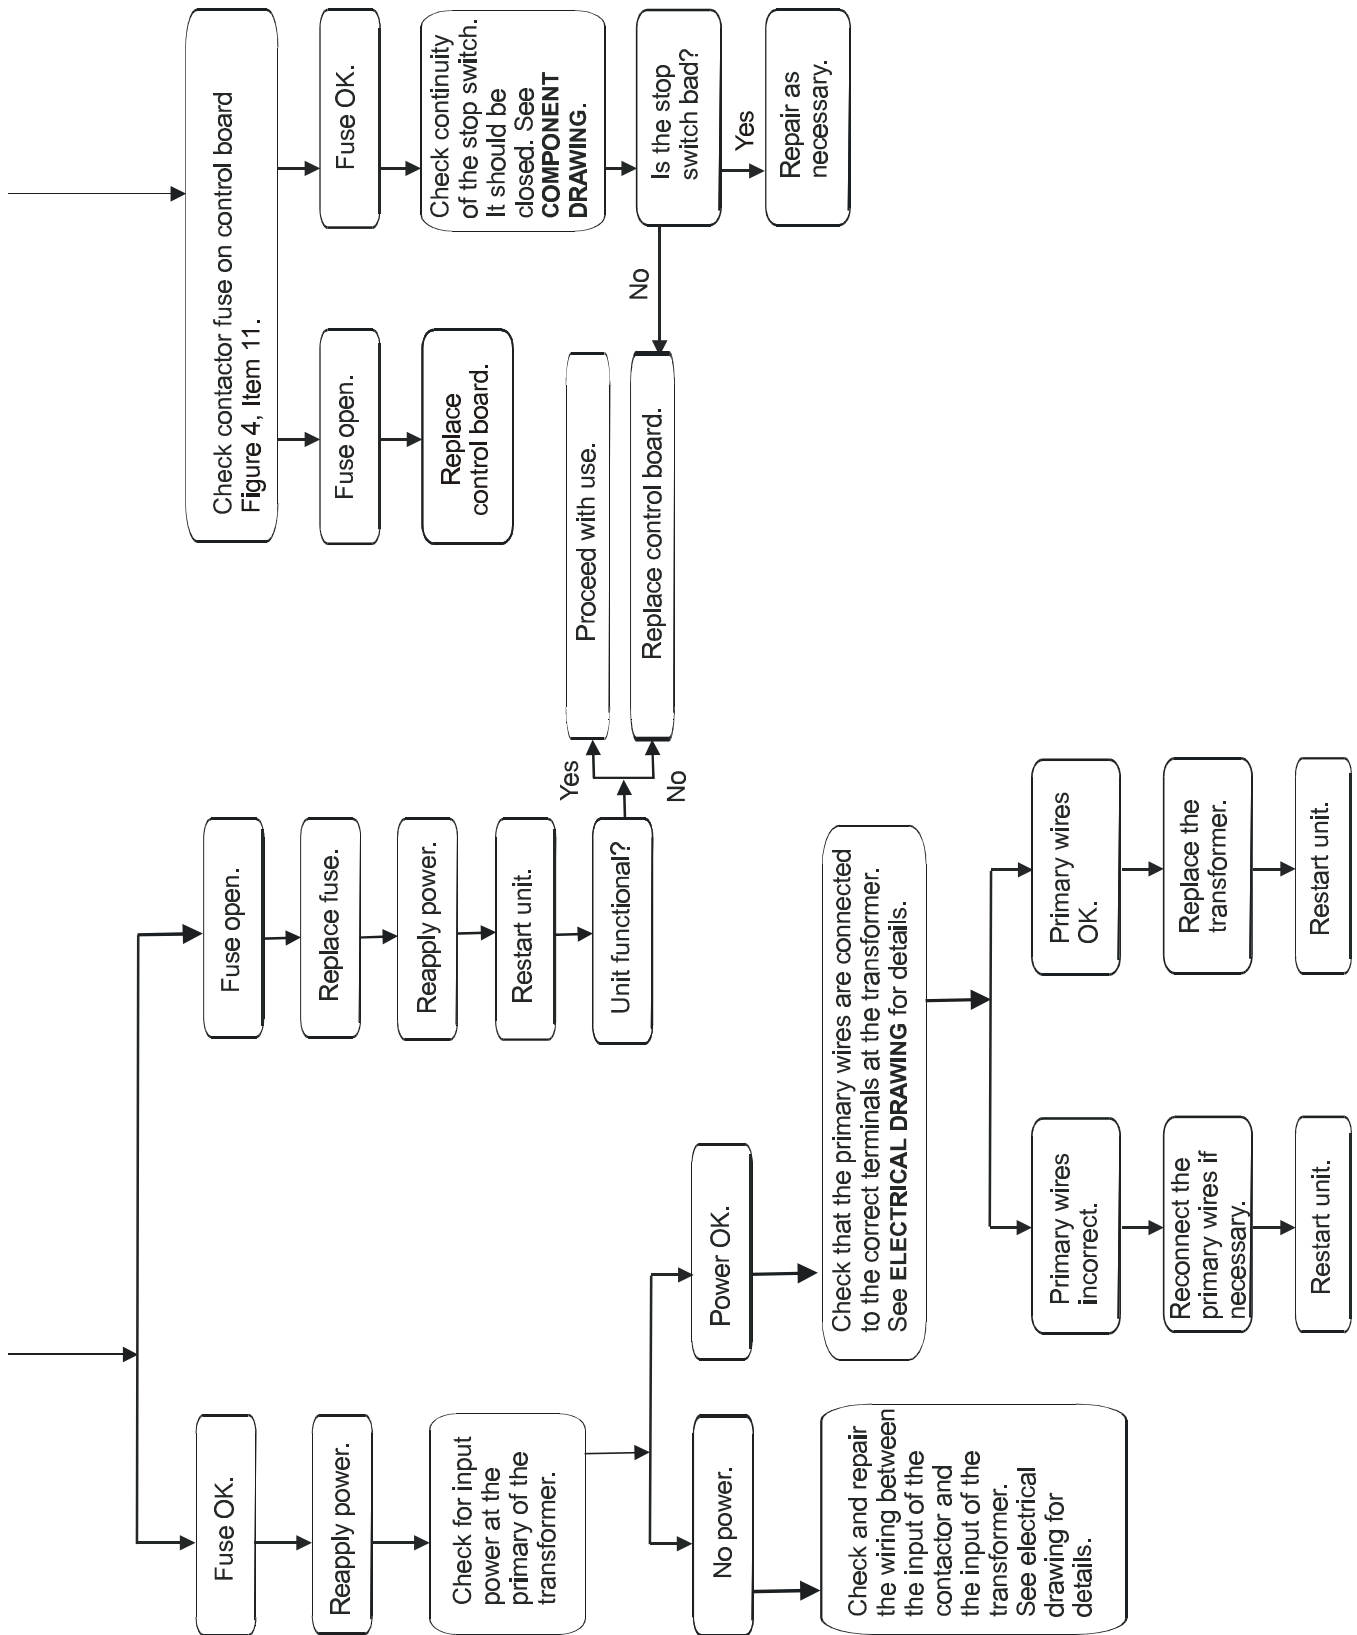 Fuse OK.
Reapply power.
Check for input
power at the
primary of the
transformer.
No power.
Check and repair
the wiring between
the input of the
contactor and
the input of the
transformer.
See electrical
drawing for
details.
Power OK.
Check that the primary wires are connected
to the correct terminals at the transformer.
See ELECTRICAL DRAWING for details.
Primary wires
incorrect.
Reconnect the
primary wires if
necessary.
Restart unit.
Primary wires
OK.
Replace the
transformer.
Restart unit.
Fuse open.
Replace fuse.
Reapply power.
Restart unit.
Unit functional?
Yes
No
Proceed with use.
Replace control board.
Check contactor fuse on control board
Figure 4, Item 11.
Fuse open.
Replace
control board.
Fuse OK.
Check continuity
of the stop switch.
It should be
closed. See
COMPONENT
DRAWING.
Is the stop
switch bad?
No
Yes
Repair as
necessary.